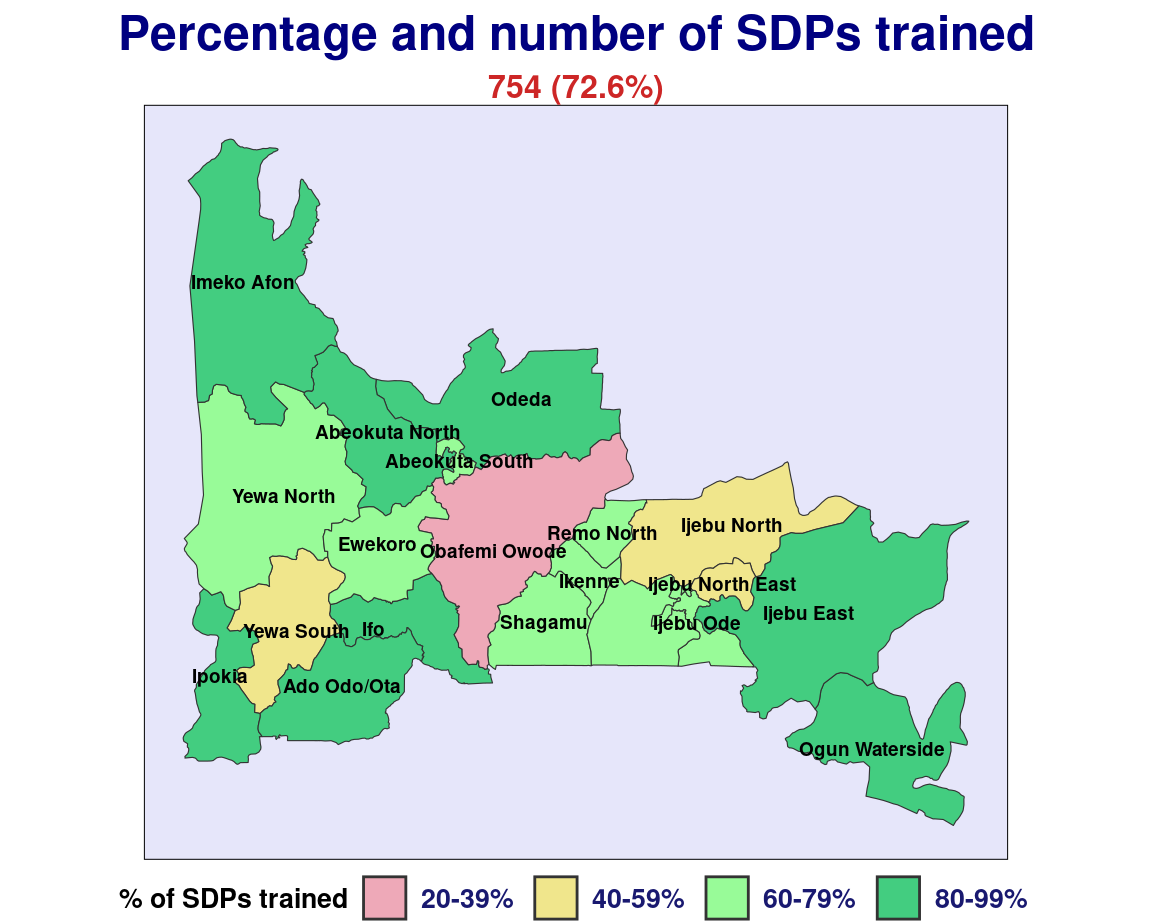 Percentage and number of SDPs trained
754 (72.6%)
Imeko Afon
Odeda
Abeokuta North
Abeokuta South
Yewa North
Ijebu North
Remo North
Ewekoro
Obafemi Owode
Ikenne
Ijebu North East
Ijebu East
Shagamu
Ijebu Ode
Yewa South
Ifo
Ipokia
Ado Odo/Ota
Ogun Waterside
% of SDPs trained 20-39% 40-59% 60-79% 80-99%